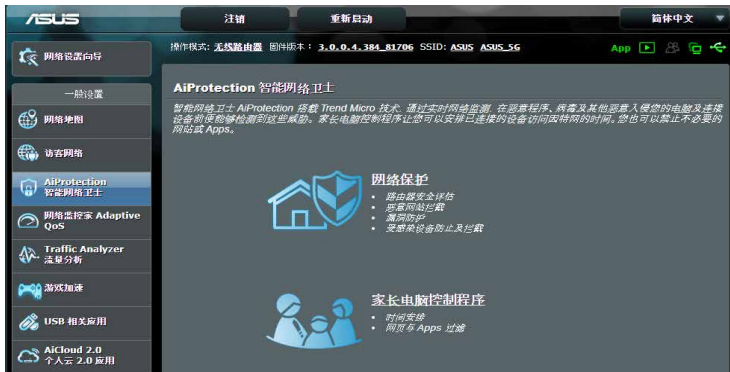 ASUS
注销
重新启动
简体中文
操作模式: 无线路由器 固件版本: 3.0.0.4.384_81706 SSID: ASUS ASUS_5G
App
网络设置向导
一般设置
网络地图
访客网络
AiProtection
智能网络卫士
网络监控家 Adaptive
QoS
Traffic Analyzer
流量分析
游戏加速
USB 相关应用
AiCloud 2.0
个人云 2.0 应用
AiProtection 智能网络卫士
智能网络卫士 AiProtection 搭载 Trend Micro 技术. 通过实时网络监测. 在恶意程序、病毒及其他恶意入侵您的电脑及连接
设备前便能够检测到这些威胁。家长电脑控制程序让您可以安排已连接的设备访问因特网的时间。您也可以禁止不必要的
网站或 Apps。
网络保护
• 路由器安全评估
• 恶意网站拦截
• 漏洞防护
• 受感染设备防止及拦截
家长电脑控制程序
• 时间安排
• 网页与 Apps 过滤